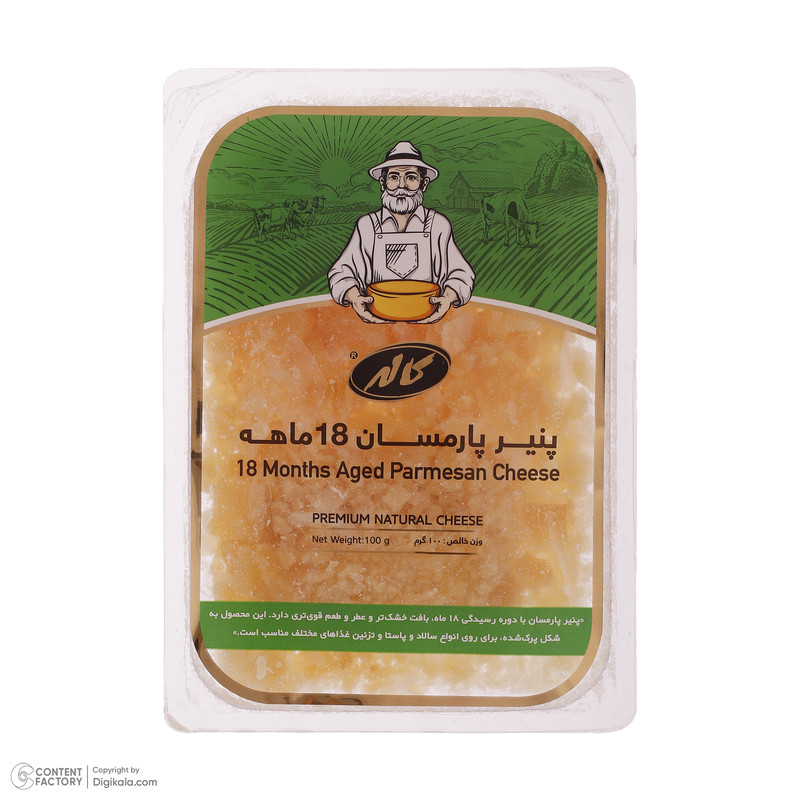 کاله
®
پنیر پارمسان 18 ماهه
18 Months Aged Parmesan Cheese
PREMIUM NATURAL CHEESE
Net Weight:100 g وزن خالص: ۱۰۰ گرم
«پنیر پارمسان با دوره رسیدگی ۱۸ ماه، بافت خشک‌تر و عطر و طعم قوی‌تری دارد. این محصول به
شکل پرک‌شده، برای روی انواع سالاد و پاستا و تزئین غذاهای مختلف مناسب است.»
CONTENT FACTORY
Copyright by
Digikala.com